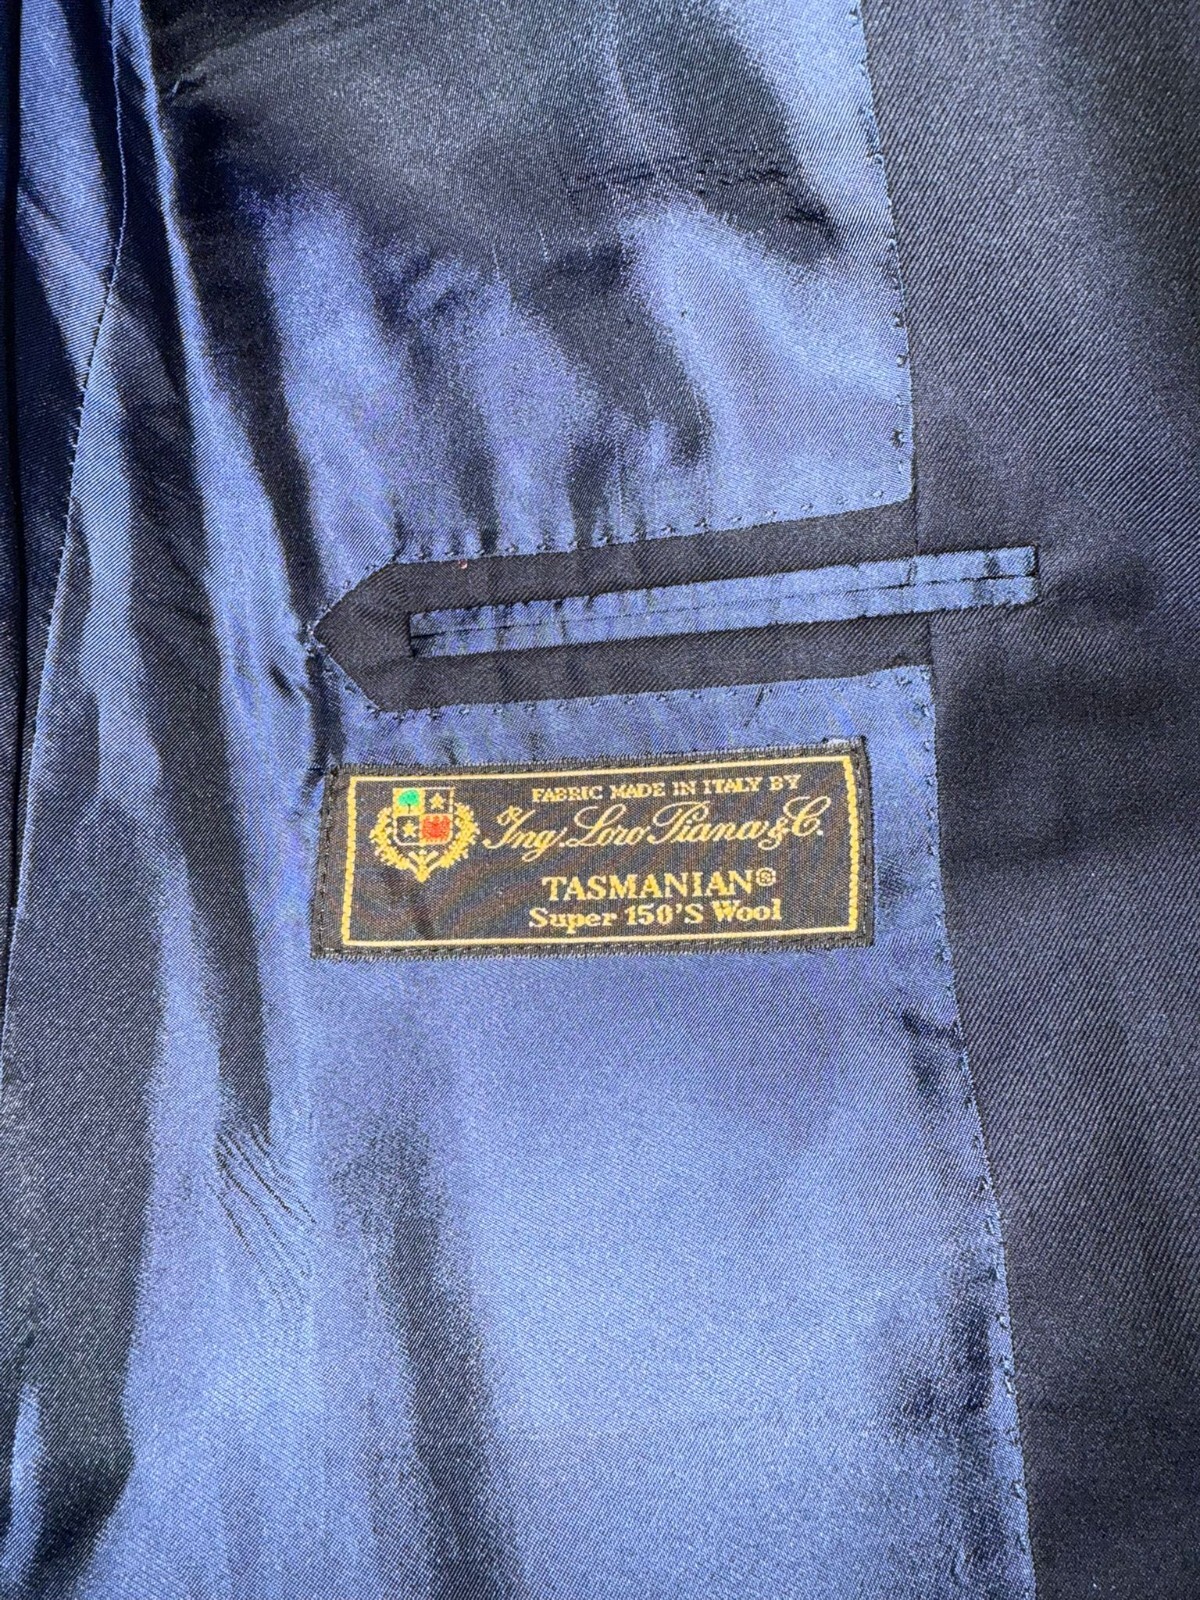 FABRIC MADE IN ITALY BY
Ing. Loro Piana & C.
TASMANIAN®
Super 150'S Wool